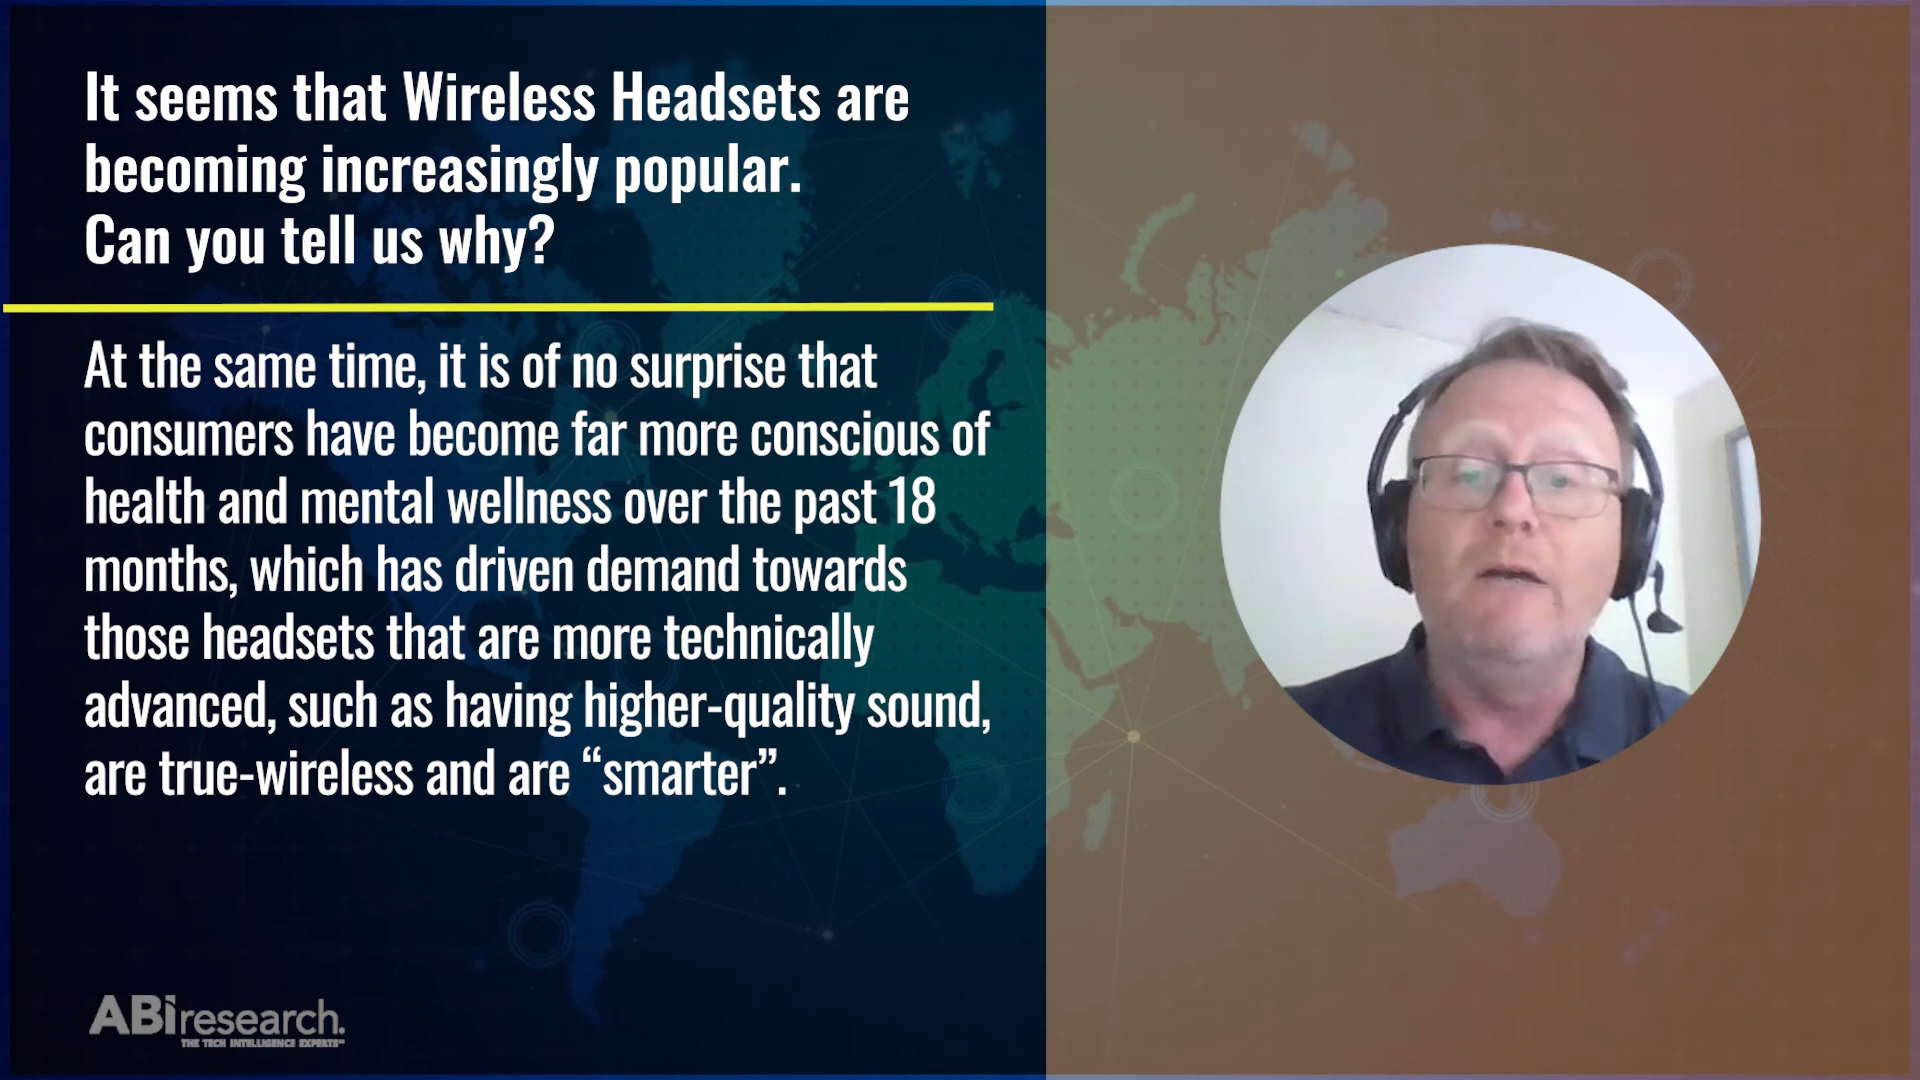 It seems that Wireless Headsets are
becoming increasingly popular.
Can you tell us why?
At the same time, it is of no surprise that
consumers have become far more conscious of
health and mental wellness over the past 18
months, which has driven demand towards
those headsets that are more technically
advanced, such as having higher-quality sound,
are true-wireless and are “smarter”.
ABiresearch.
THE TECH INTELLIGENCE EXPERTS℠